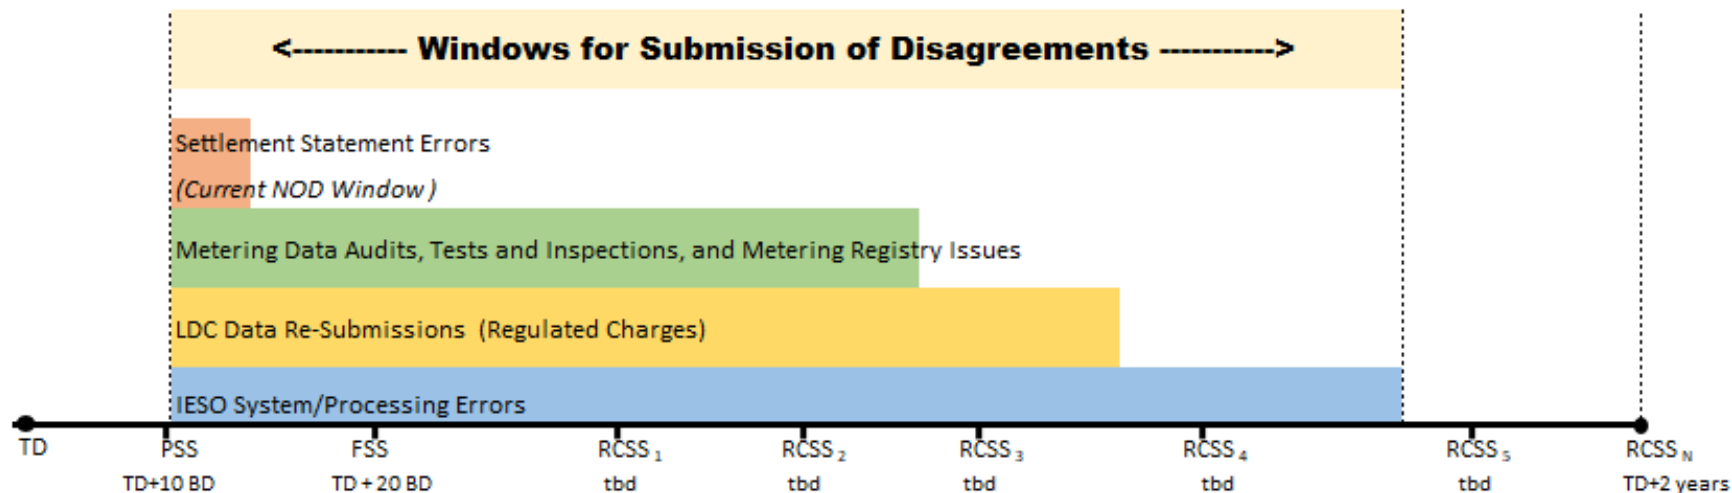 <----------- Windows for Submission of Disagreements ----------->
Settlement Statement Errors
(Current NOD Window)
Metering Data Audits, Tests and Inspections, and Metering Registry Issues
LDC Data Re-Submissions (Regulated Charges)
IESO System/Processing Errors
TD PSS FSS RCSS 1 RCSS 2 RCSS 3 RCSS 4 RCSS 5 RCSS N
TD+10 BD TD + 20 BD tbd tbd tbd tbd tbd TD+2 years